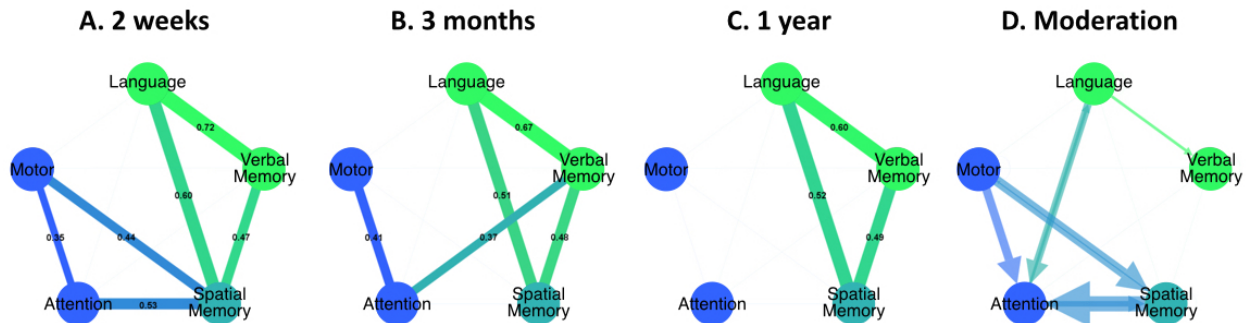 A. 2 weeks
Language
0.72
Motor
Verbal
Memory
0.60
0.35
0.44
0.47
Attention
0.53
Spatial
Memory
B. 3 months
Language
0.67
Motor
Verbal
Memory
0.51
0.41
0.37
0.48
Attention
Spatial
Memory
C. 1 year
Language
0.60
Motor
Verbal
Memory
0.52
0.49
Attention
Spatial
Memory
D. Moderation
Language
Motor
Verbal
Memory
Attention
Spatial
Memory